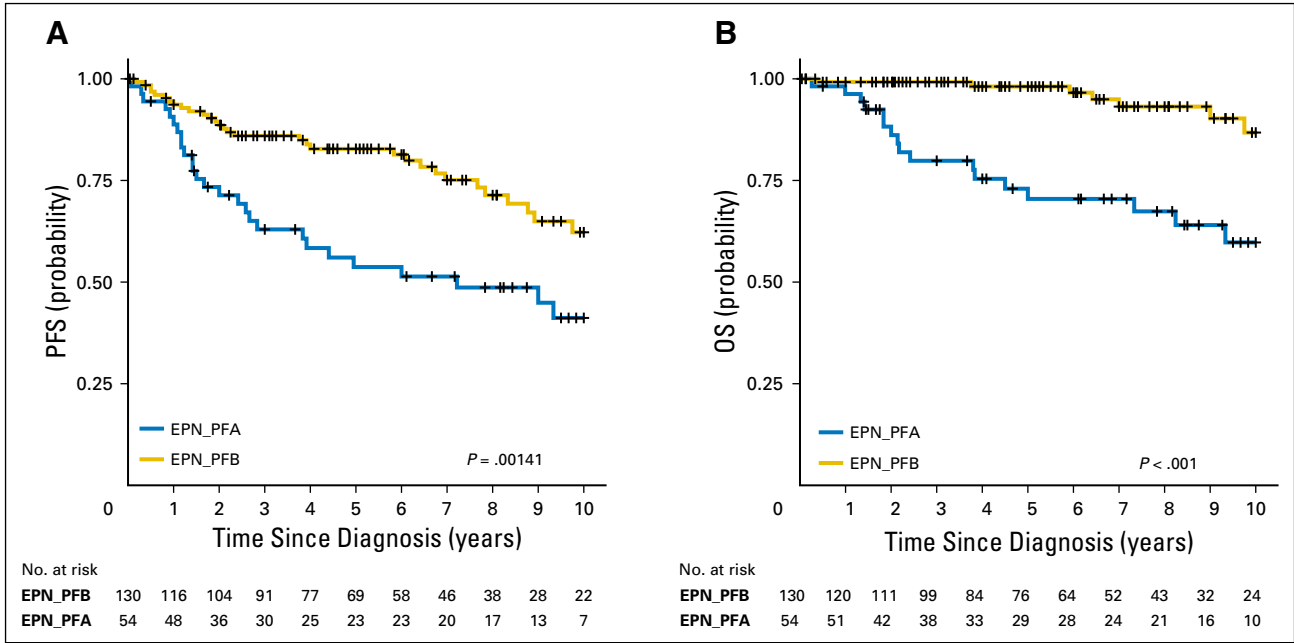 A
1.00
0.75
0.50
0.25
PFS (probability)
EPN_PFA
EPN_PFB
P = .00141
0 1 2 3 4 5 6 7 8 9 10
Time Since Diagnosis (years)
No. at risk
EPN_PFB 130 116 104 91 77 69 58 46 38 28 22
EPN_PFA 54 48 36 30 25 23 23 20 17 13 7
B
1.00
0.75
0.50
0.25
OS (probability)
EPN_PFA
EPN_PFB
P < .001
0 1 2 3 4 5 6 7 8 9 10
Time Since Diagnosis (years)
No. at risk
EPN_PFB 130 120 111 99 84 76 64 52 43 32 24
EPN_PFA 54 51 42 38 33 29 28 24 21 16 10